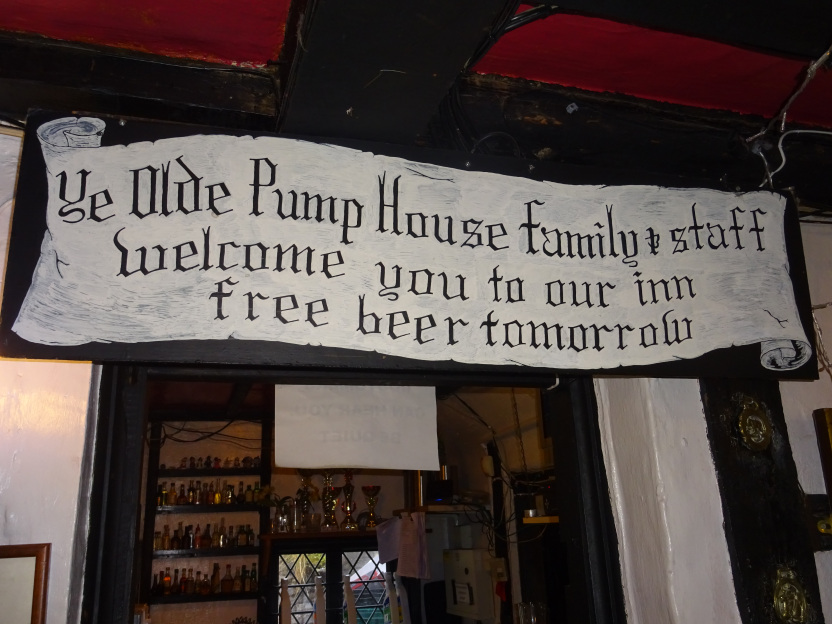 ye Olde Pump House family & staff
welcome you to our inn
free beer tomorrow